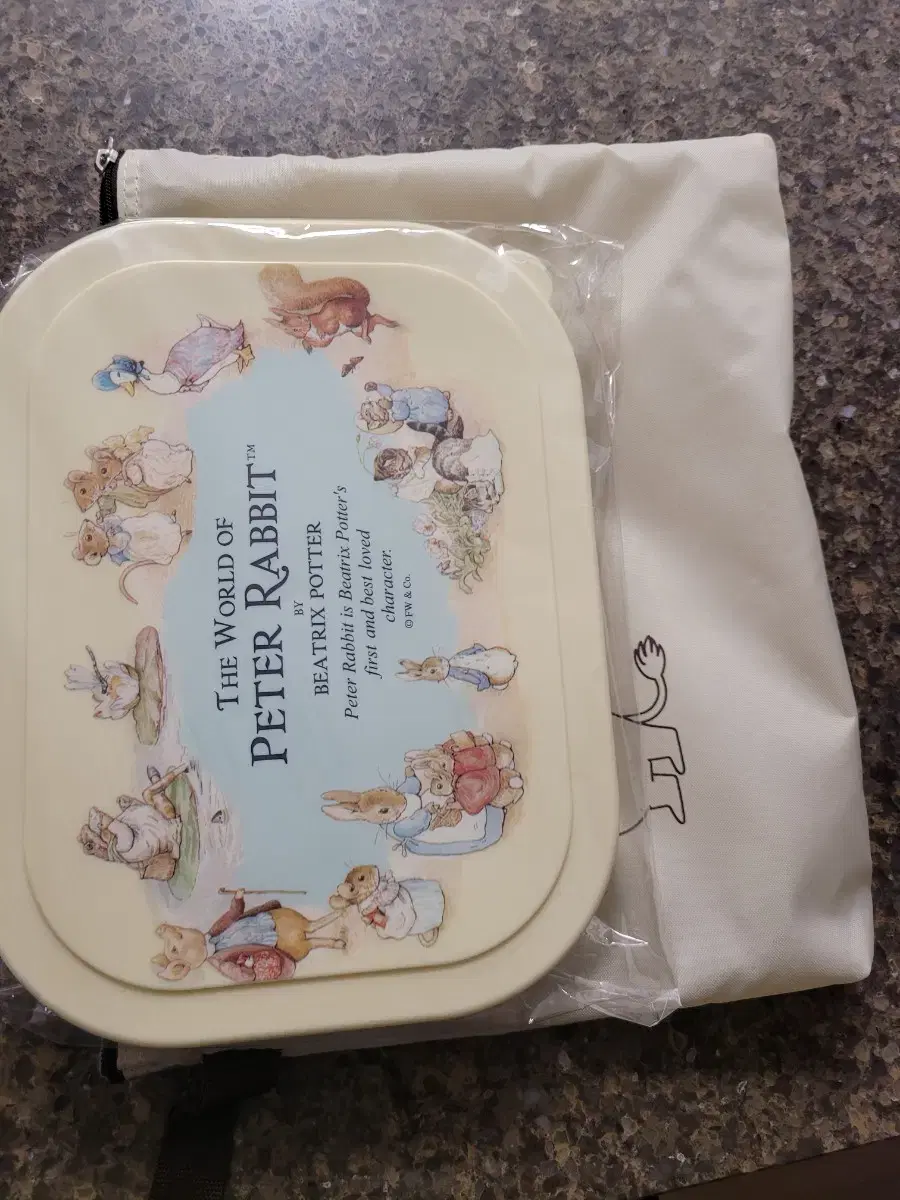 THE WORLD OF
PETER RABBIT™
BY
BEATRIX POTTER
Peter Rabbit is Beatrix Potter's
first and best loved
character.
© FW & Co.